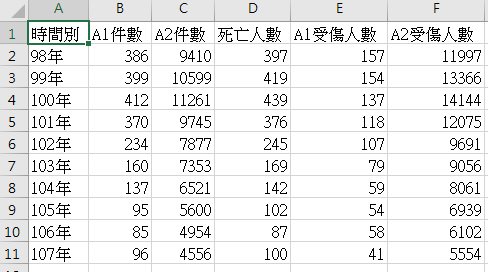 A B C D E F
1 時間別 A1件數 A2件數 死亡人數 A1受傷人數 A2受傷人數
2 98年 386 9410 397 157 11997
3 99年 399 10599 419 154 13366
4 100年 412 11261 439 137 14144
5 101年 370 9745 376 118 12075
6 102年 234 7877 245 107 9691
7 103年 160 7353 169 79 9056
8 104年 137 6521 142 59 8061
9 105年 95 5600 102 54 6939
10 106年 85 4954 87 58 6102
11 107年 96 4556 100 41 5554